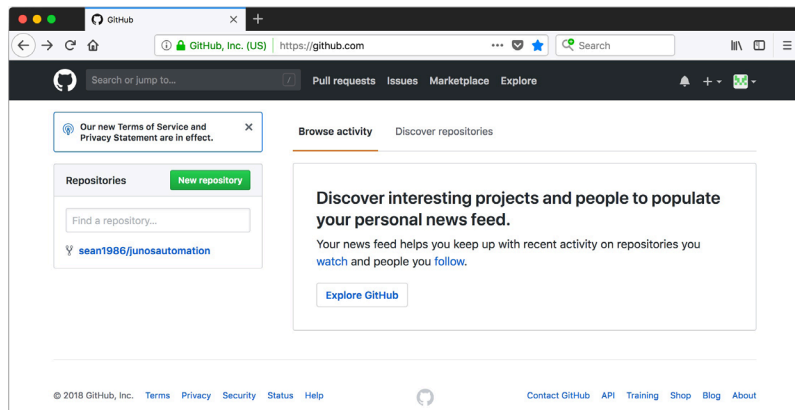 GitHub
GitHub, Inc. (US) https://github.com Search
Search or jump to... / Pull requests Issues Marketplace Explore
Our new Terms of Service and
Privacy Statement are in effect.
Browse activity Discover repositories
Repositories New repository
Find a repository...
sean1986/junosautomation
Discover interesting projects and people to populate
your personal news feed.
Your news feed helps you keep up with recent activity on repositories you
watch and people you follow.
Explore GitHub
© 2018 GitHub, Inc. Terms Privacy Security Status Help Contact GitHub API Training Shop Blog About